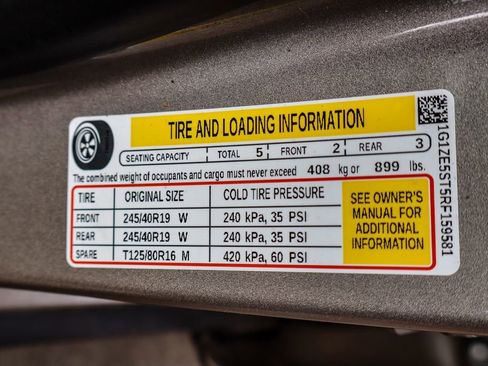 TIRE AND LOADING INFORMATION
SEATING CAPACITY TOTAL 5 FRONT 2 REAR 3
The combined weight of occupants and cargo must never exceed 408 kg or 899 lbs.
TIRE ORIGINAL SIZE COLD TIRE PRESSURE
FRONT 245/40R19 W 240 kPa, 35 PSI
REAR 245/40R19 W 240 kPa, 35 PSI
SPARE T125/80R16 M 420 kPa, 60 PSI
SEE OWNER'S
MANUAL FOR
ADDITIONAL
INFORMATION
1G1ZE5ST5RF159581